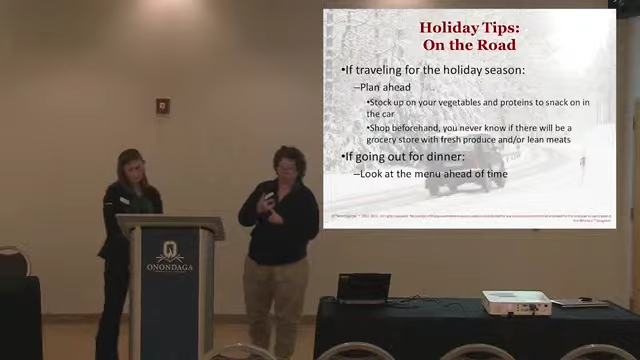 Holiday Tips:
On the Road
•If traveling for the holiday season:
–Plan ahead
•Stock up on your vegetables and proteins to snack on in
the car
•Shop beforehand, you never know if there will be a
grocery store with fresh produce and/or lean meats
•If going out for dinner:
–Look at the menu ahead of time
ONONDAGA